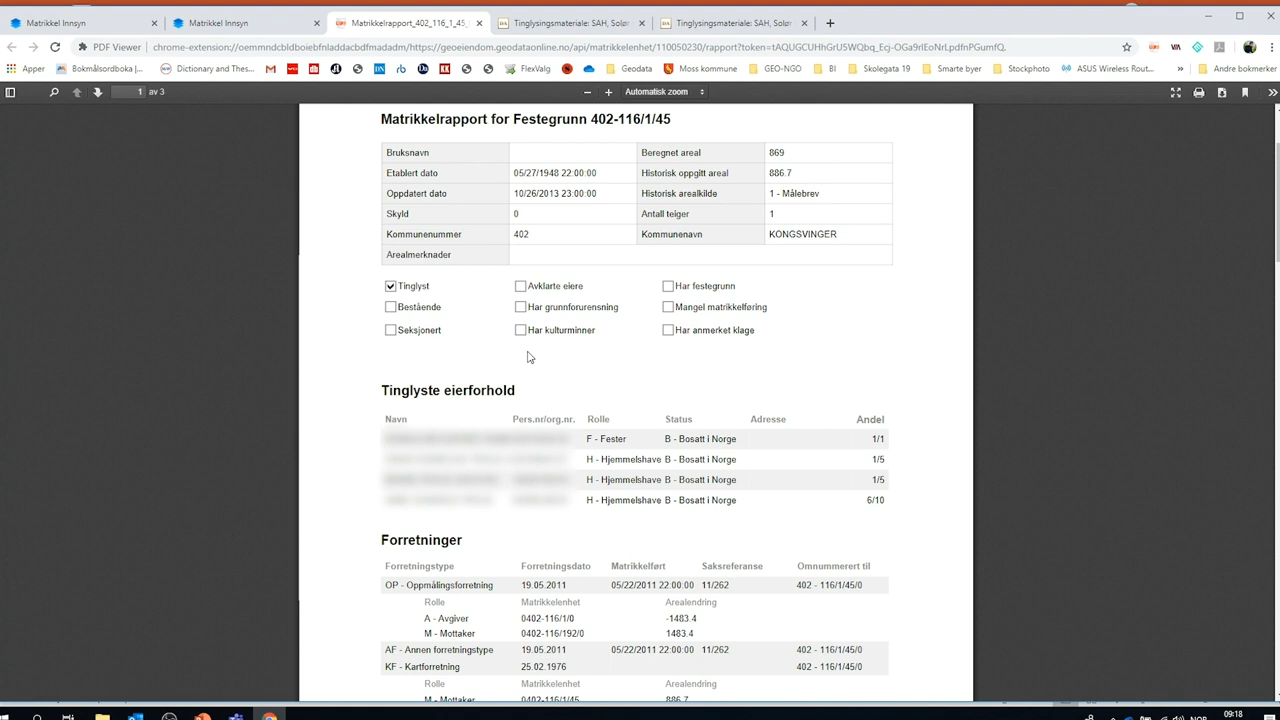 Matrikkel Innsyn
Matrikkel Innsyn
Matrikkelrapport_402_116_1_45_
Tinglysingsmateriale: SAH, Solør
Tinglysingsmateriale: SAH, Solør
PDF Viewer
chrome-extension://oemmndcbldboiebfnladdacbdfmadadm/https://geoeiendom.geodataonline.no/api/matrikkelenhet/110050230/rapport?token=
Apper
Bokmålsordboka |...
Dictionary and Thes...
FlexValg
Geodata
Moss kommune
GEO-NGO
BI
Skolegata 19
Smarte byer
Stockphoto
ASUS Wireless Rout...
Andre bokmerker
1 av 3
Automatisk zoom
Matrikkelrapport for Festegrunn 402-116/1/45
Bruksnavn Beregnet areal 869
Etablert dato 05/27/1948 22:00:00 Historisk oppgitt areal 886.7
Oppdatert dato 10/26/2013 23:00:00 Historisk arealkilde 1 - Målebrev
Skyld 0 Antall teiger 1
Kommunenummer 402 Kommunenavn KONGSVINGER
Arealmerknader
Tinglyst Avklarte eiere Har festegrunn
Bestående Har grunnforurensning Mangel matrikkelføring
Seksjonert Har kulturminner Har anmerket klage
Tinglyste eierforhold
Navn Pers.nr/org.nr. Rolle Status Adresse Andel
F - Fester B - Bosatt i Norge 1/1
H - Hjemmelshave B - Bosatt i Norge 1/5
H - Hjemmelshave B - Bosatt i Norge 1/5
H - Hjemmelshave B - Bosatt i Norge 6/10
Forretninger
Forretningstype Forretningsdato Matrikkelført Saksreferanse Omnummerert til
OP - Oppmålingsforretning 19.05.2011 05/22/2011 22:00:00 11/262 402 - 116/1/45/0
Rolle Matrikkelenhet Arealendring
A - Avgiver 0402-116/1/0 -1483.4
M - Mottaker 0402-116/192/0 1483.4
AF - Annen forretningstype 19.05.2011 05/22/2011 22:00:00 11/262 402 - 116/1/45/0
KF - Kartforretning 25.02.1976 402 - 116/1/45/0
Rolle Matrikkelenhet Arealendring
M - Mottaker 0402-116/1/45 886.7
NOR
09:18